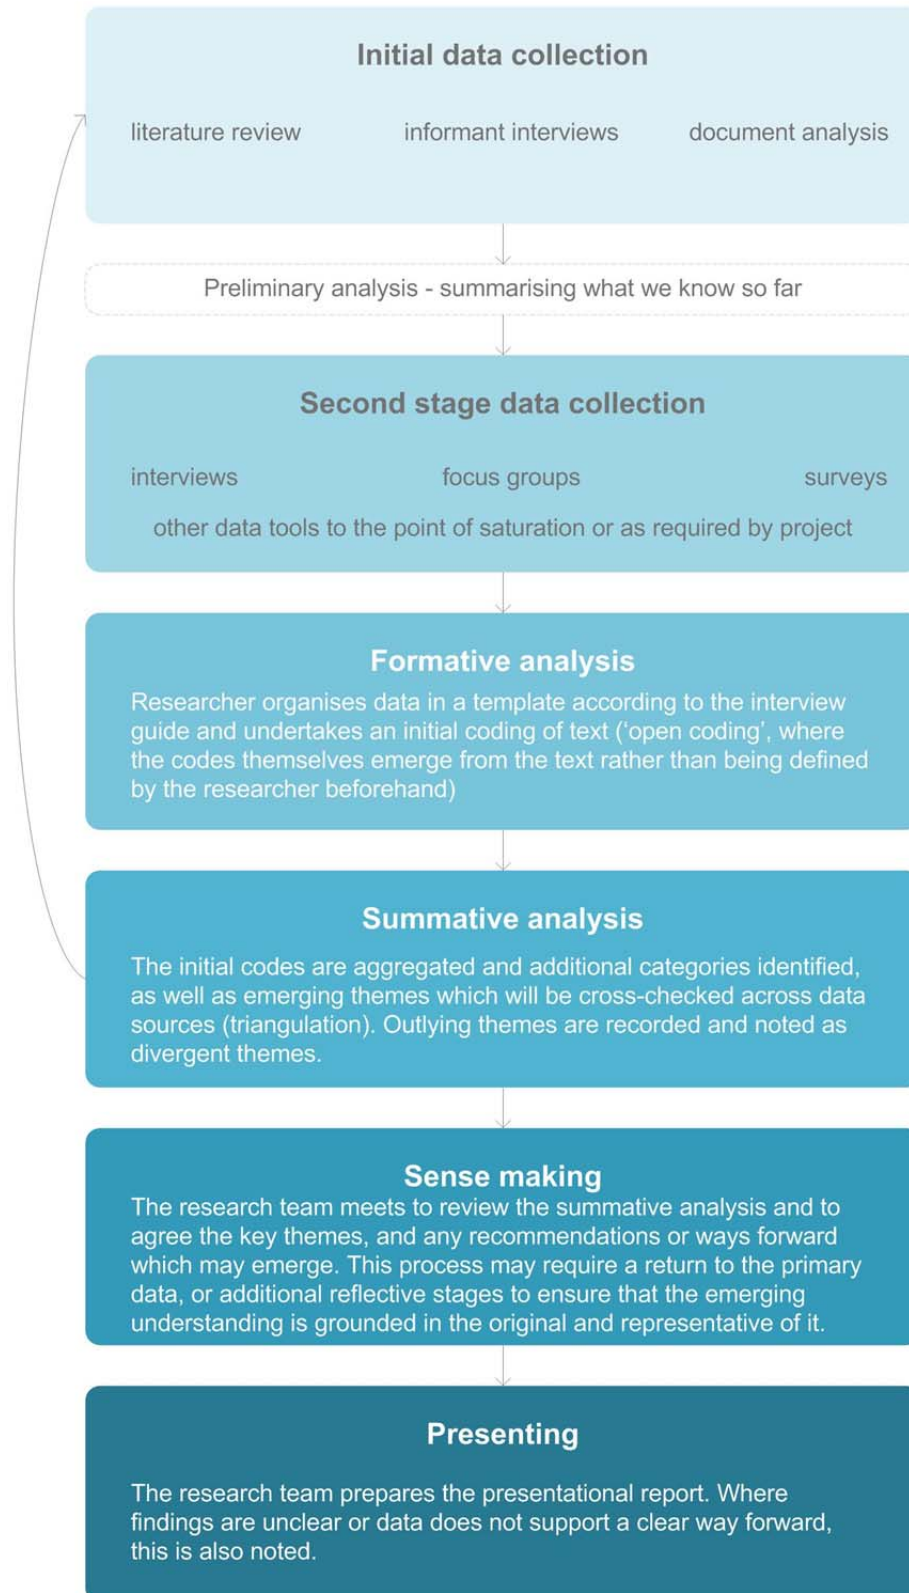 Initial data collection
literature review informant interviews document analysis
Preliminary analysis - summarising what we know so far
Second stage data collection
interviews focus groups surveys
other data tools to the point of saturation or as required by project
Formative analysis
Researcher organises data in a template according to the interview
guide and undertakes an initial coding of text (‘open coding’, where
the codes themselves emerge from the text rather than being defined
by the researcher beforehand)
Summative analysis
The initial codes are aggregated and additional categories identified,
as well as emerging themes which will be cross-checked across data
sources (triangulation). Outlying themes are recorded and noted as
divergent themes.
Sense making
The research team meets to review the summative analysis and to
agree the key themes, and any recommendations or ways forward
which may emerge. This process may require a return to the primary
data, or additional reflective stages to ensure that the emerging
understanding is grounded in the original and representative of it.
Presenting
The research team prepares the presentational report. Where
findings are unclear or data does not support a clear way forward,
this is also noted.